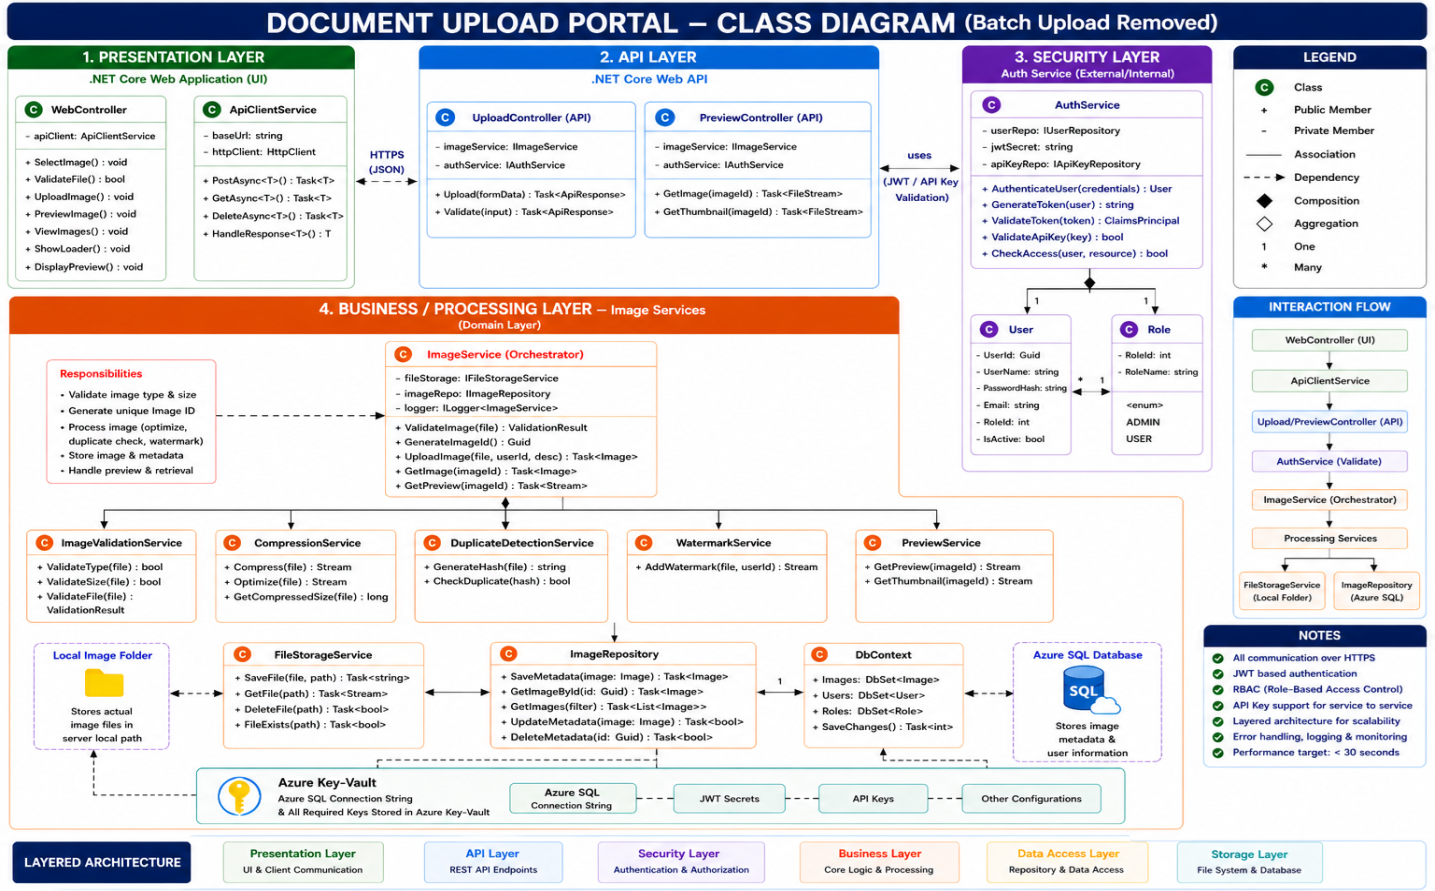 DOCUMENT UPLOAD PORTAL – CLASS DIAGRAM (Batch Upload Removed)
1. PRESENTATION LAYER
.NET Core Web Application (UI)
C WebController
– apiClient: ApiClientService
+ SelectImage() : void
+ ValidateFile() : bool
+ UploadImage() : void
+ PreviewImage() : void
+ ViewImages() : void
+ ShowLoader() : void
+ DisplayPreview() : void
C ApiClientService
– baseUrl: string
– httpClient: HttpClient
+ PostAsync<T>() : Task<T>
+ GetAsync<T>() : Task<T>
+ DeleteAsync<T>() : Task<T>
+ HandleResponse<T>() : T
HTTPS
(JSON)
2. API LAYER
.NET Core Web API
C UploadController (API)
– imageService: IImageService
– authService: IAuthService
+ Upload(formData) : Task<ApiResponse>
+ Validate(input) : Task<ApiResponse>
C PreviewController (API)
– imageService: IImageService
– authService: IAuthService
+ GetImage(imageId) : Task<FileStream>
+ GetThumbnail(imageId) : Task<FileStream>
uses
(JWT / API Key
Validation)
3. SECURITY LAYER
Auth Service (External/Internal)
C AuthService
– userRepo: IUserRepository
– jwtSecret: string
– apiKeyRepo: IApiKeyRepository
+ AuthenticateUser(credentials) : User
+ GenerateToken(user) : string
+ ValidateToken(token) : ClaimsPrincipal
+ ValidateApiKey(key) : bool
+ CheckAccess(user, resource) : bool
1
1
C User
– UserId: Guid
– UserName: string
– PasswordHash: string
– Email: string
– RoleId: int
– IsActive: bool
* 1
C Role
– RoleId: int
– RoleName: string
<enum>
ADMIN
USER
LEGEND
C Class
+ Public Member
– Private Member
Association
Dependency
Composition
Aggregation
1 One
* Many
4. BUSINESS / PROCESSING LAYER – Image Services
(Domain Layer)
Responsibilities
• Validate image type & size
• Generate unique Image ID
• Process image (optimize,
duplicate check, watermark)
• Store image & metadata
• Handle preview & retrieval
C ImageService (Orchestrator)
– fileStorage: IFileStorageService
– imageRepo: IImageRepository
– logger: ILogger<ImageService>
+ ValidateImage(file) : ValidationResult
+ GenerateImageId() : Guid
+ UploadImage(file, userId, desc) : Task<Image>
+ GetImage(imageId) : Task<Image>
+ GetPreview(imageId) : Task<Stream>
C ImageValidationService
+ ValidateType(file) : bool
+ ValidateSize(file) : bool
+ ValidateFile(file) :
ValidationResult
C CompressionService
+ Compress(file) : Stream
+ Optimize(file) : Stream
+ GetCompressedSize(file) : long
C DuplicateDetectionService
+ GenerateHash(file) : string
+ CheckDuplicate(hash) : bool
C WatermarkService
+ AddWatermark(file, userId) : Stream
C PreviewService
+ GetPreview(imageId) : Stream
+ GetThumbnail(imageId) : Stream
Local Image Folder
Stores actual
image files in
server local path
C FileStorageService
+ SaveFile(file, path) : Task<string>
+ GetFile(path) : Task<Stream>
+ DeleteFile(path) : Task<bool>
+ FileExists(path) : Task<bool>
C ImageRepository
+ SaveMetadata(image: Image) : Task<Image>
+ GetImageById(id: Guid) : Task<Image>
+ GetImages(filter) : Task<List<Image>>
+ UpdateMetadata(image: Image) : Task<bool>
+ DeleteMetadata(id: Guid) : Task<bool>
1
C DbContext
+ Images: DbSet<Image>
+ Users: DbSet<User>
+ Roles: DbSet<Role>
+ SaveChanges() : Task<int>
Azure SQL Database
SQL
Stores image
metadata &
user information
Azure Key-Vault
Azure SQL Connection String
& All Required Keys Stored in Azure Key-Vault
Azure SQL
Connection String
JWT Secrets
API Keys
Other Configurations
INTERACTION FLOW
WebController (UI)
ApiClientService
Upload/PreviewController (API)
AuthService (Validate)
ImageService (Orchestrator)
Processing Services
FileStorageService
(Local Folder)
ImageRepository
(Azure SQL)
NOTES
All communication over HTTPS
JWT based authentication
RBAC (Role-Based Access Control)
API Key support for service to service
Layered architecture for scalability
Error handling, logging & monitoring
Performance target: < 30 seconds
LAYERED ARCHITECTURE
Presentation Layer
UI & Client Communication
API Layer
REST API Endpoints
Security Layer
Authentication & Authorization
Business Layer
Core Logic & Processing
Data Access Layer
Repository & Data Access
Storage Layer
File System & Database